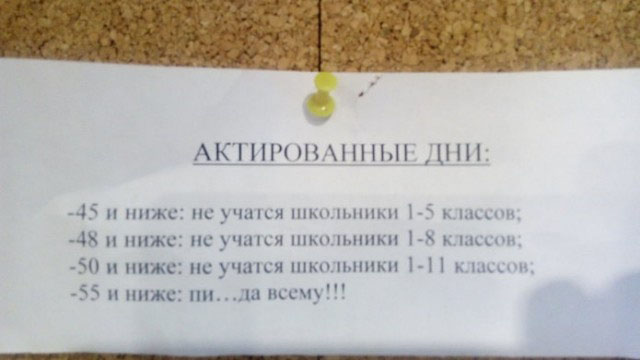 АКТИРОВАННЫЕ ДНИ:
-45 и ниже: не учатся школьники 1-5 классов;
-48 и ниже: не учатся школьники 1-8 классов;
-50 и ниже: не учатся школьники 1-11 классов;
-55 и ниже: пи...да всему!!!